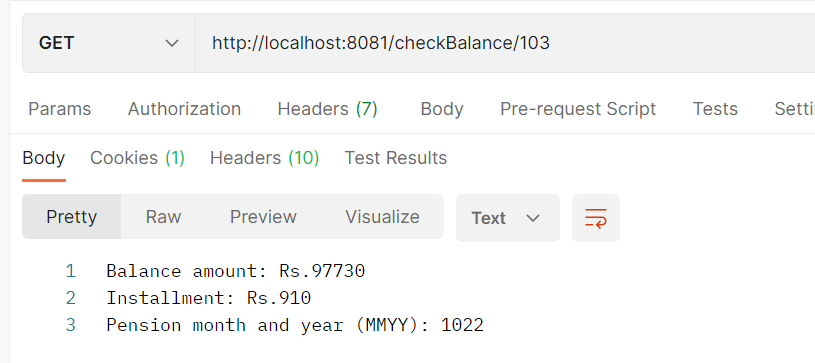 GET http://localhost:8081/checkBalance/103
Params Authorization Headers (7) Body Pre-request Script Tests Setti
Body Cookies (1) Headers (10) Test Results
Pretty Raw Preview Visualize Text
1 Balance amount: Rs.97730
2 Installment: Rs.910
3 Pension month and year (MMYY): 1022